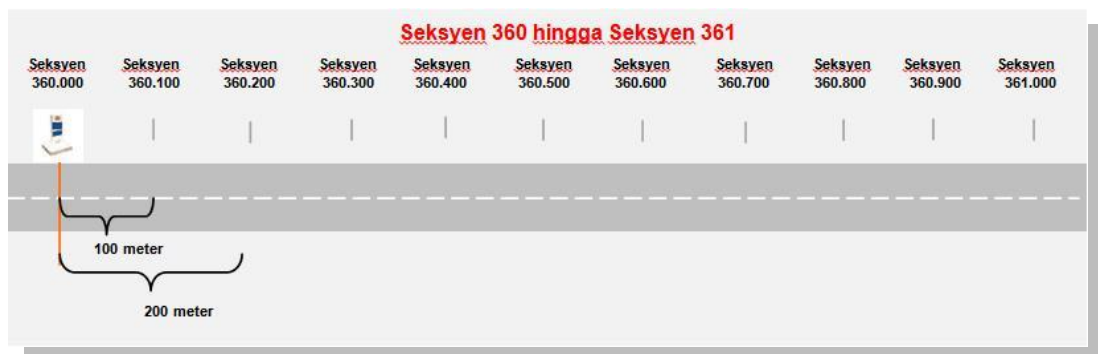 Seksyen 360 hingga Seksyen 361
Seksyen 360.000
Seksyen 360.100
Seksyen 360.200
Seksyen 360.300
Seksyen 360.400
Seksyen 360.500
Seksyen 360.600
Seksyen 360.700
Seksyen 360.800
Seksyen 360.900
Seksyen 361.000
100 meter
200 meter